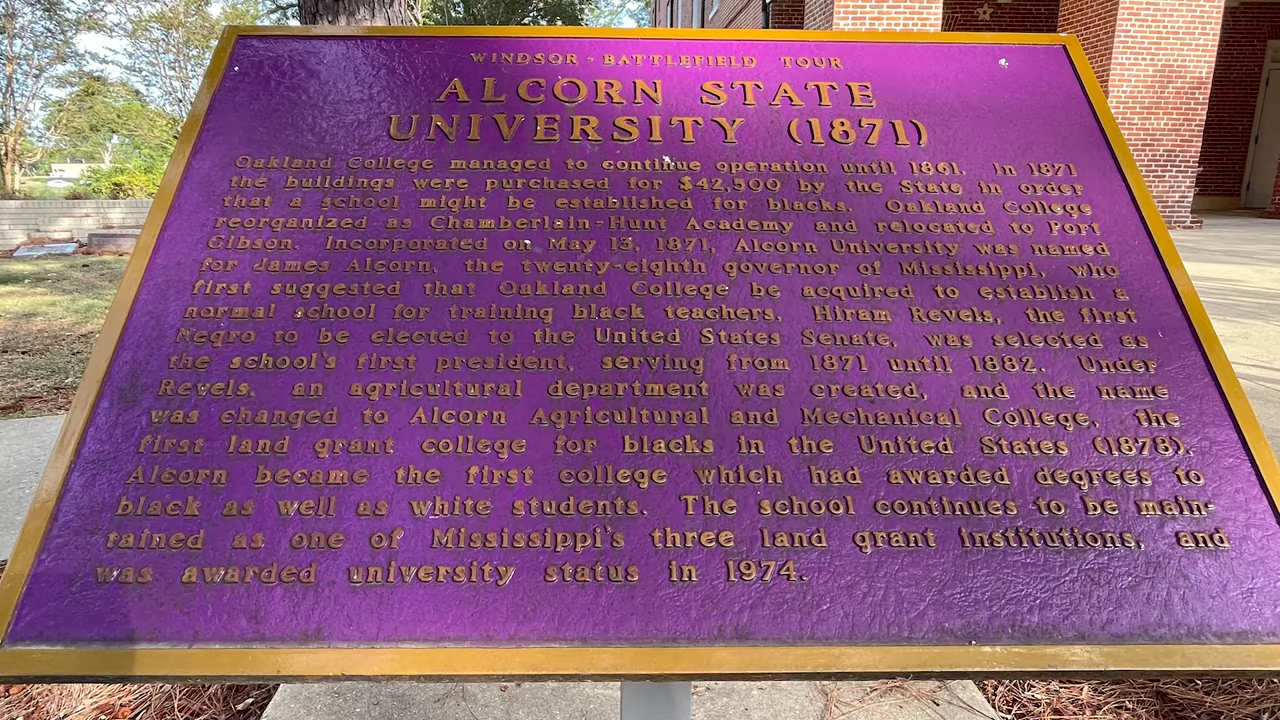 WINDSOR - BATTLEFIELD TOUR
ALCORN STATE
UNIVERSITY (1871)
Oakland College managed to continue operation until 1861. In 1871
the buildings were purchased for $42,500 by the State in order
that a school might be established for blacks. Oakland College
reorganized as Chamberlain-Hunt Academy and relocated to Port
Gibson. Incorporated on May 13, 1871, Alcorn University was named
for James Alcorn, the twenty-eighth governor of Mississippi, who
first suggested that Oakland College be acquired to establish a
normal school for training black teachers. Hiram Revels, the first
Negro to be elected to the United States Senate, was selected as
the school's first president, serving from 1871 until 1882. Under
Revels, an agricultural department was created, and the name
was changed to Alcorn Agricultural and Mechanical College, the
first land grant college for blacks in the United States (1878).
Alcorn became the first college which had awarded degrees to
black as well as white students. The school continues to be main-
tained as one of Mississippi's three land grant institutions, and
was awarded university status in 1974.